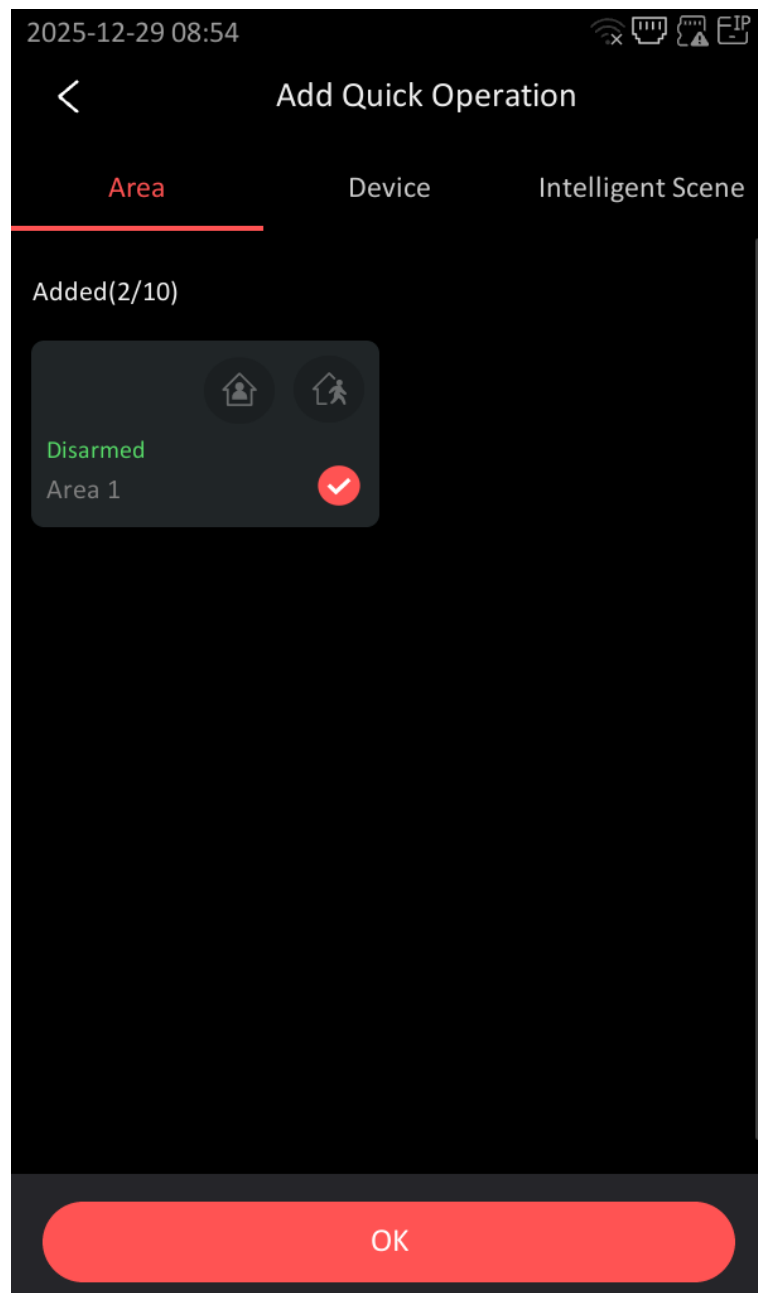 2025-12-29 08:54
IP
Add Quick Operation
Area
Device
Intelligent Scene
Added(2/10)
Disarmed
Area 1
OK